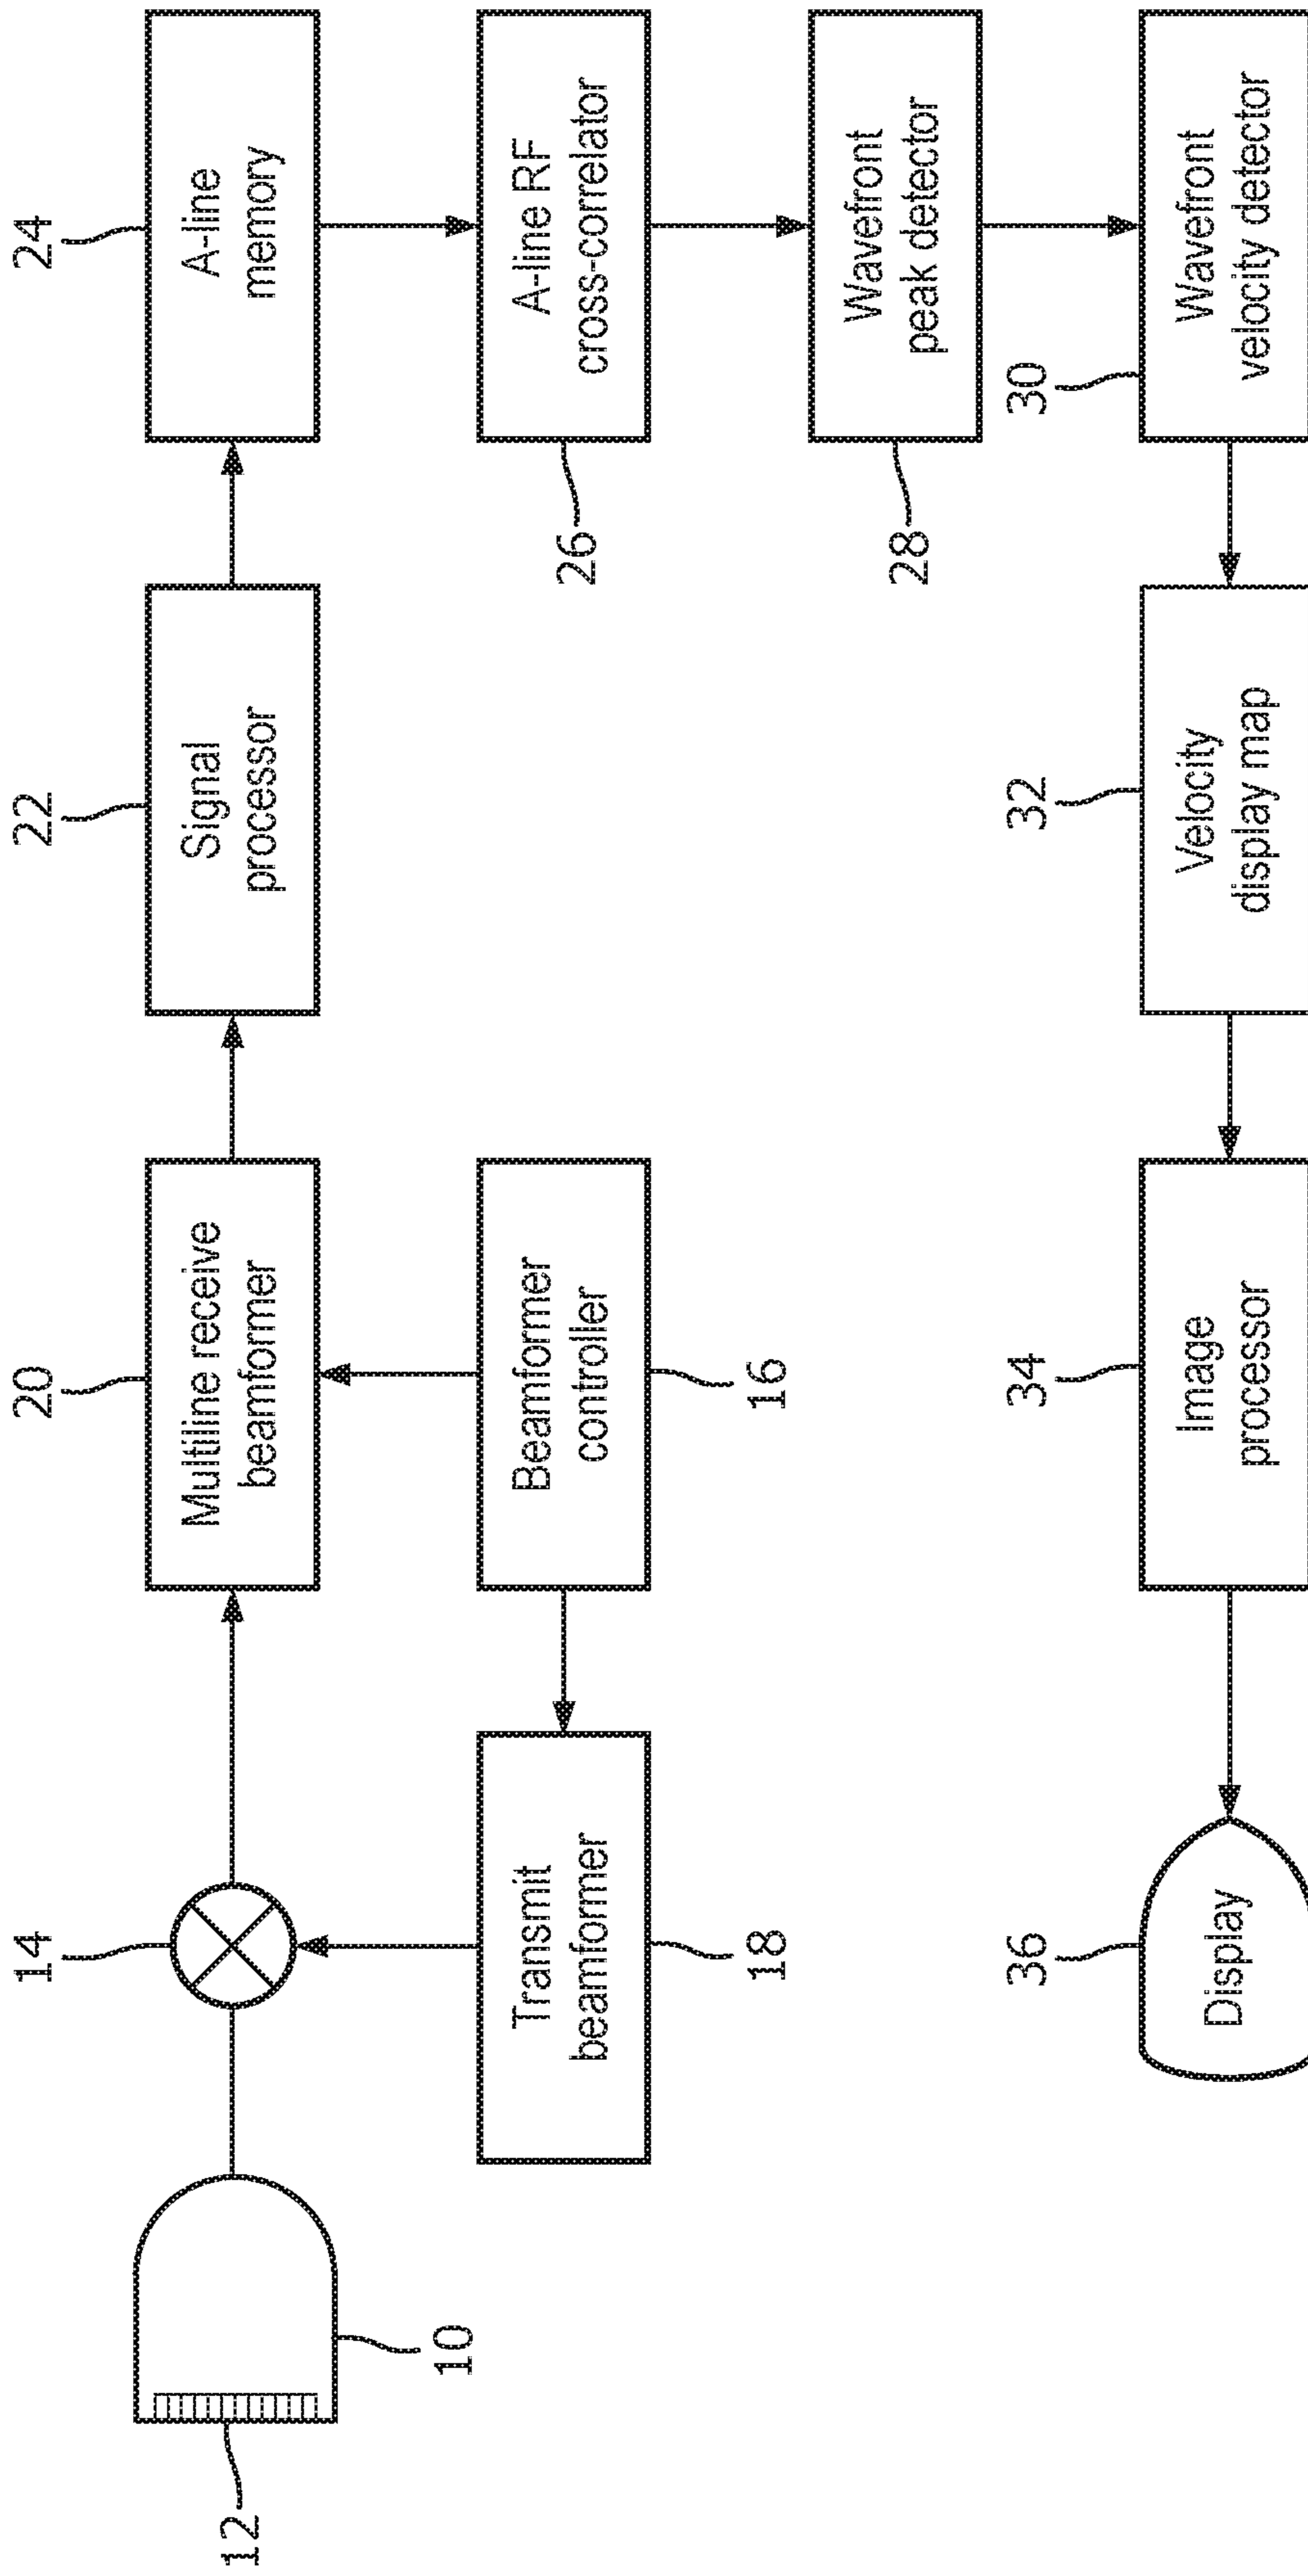 12
10
14
Transmit
beamformer
18
20
Multiline receive
beamformer
Beamformer
controller
16
22
Signal
processor
24
A-line
memory
A-line RF
cross-correlator
26
Wavefront
peak detector
28
30
Wavefront
velocity detector
32
Velocity
display map
34
Image
processor
36
Display